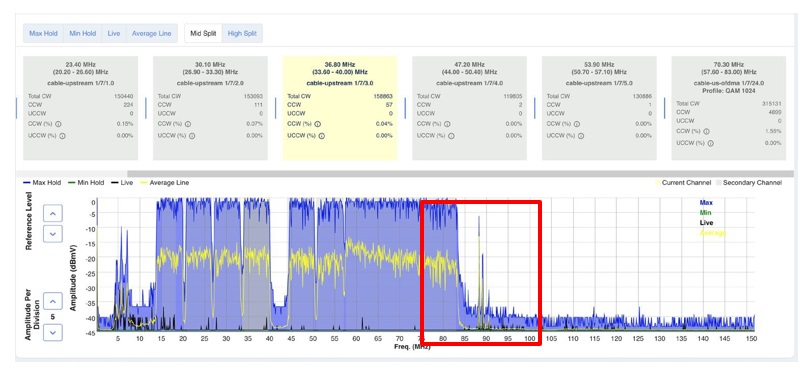 Max Hold Min Hold Live Average Line Mid Split High Split
23.40 MHz
(20.20 - 26.60) MHz
cable-upstream 1/7/1.0
Total CW 150440
CCW 224
UCCW 0
CCW (%) 0.15%
UCCW (%) 0.00%
30.10 MHz
(26.90 - 33.30) MHz
cable-upstream 1/7/2.0
Total CW 153093
CCW 111
UCCW 0
CCW (%) 0.07%
UCCW (%) 0.00%
36.80 MHz
(33.60 - 40.00) MHz
cable-upstream 1/7/3.0
Total CW 158863
CCW 57
UCCW 0
CCW (%) 0.04%
UCCW (%) 0.00%
47.20 MHz
(44.00 - 50.40) MHz
cable-upstream 1/7/4.0
Total CW 119805
CCW 2
UCCW 0
CCW (%) 0.00%
UCCW (%) 0.00%
53.90 MHz
(50.70 - 57.10) MHz
cable-upstream 1/7/5.0
Total CW 130886
CCW 1
UCCW 0
CCW (%) 0.00%
UCCW (%) 0.00%
70.30 MHz
(57.60 - 83.00) MHz
cable-us-ofdma 1/7/24.0
Profile: QAM 1024
Total CW 315131
CCW 4800
UCCW 0
CCW (%) 1.55%
UCCW (%) 0.00%
Max Hold Min Hold Live Average Line Current Channel Secondary Channel
Reference Level
Amplitude Per
Division
5
Amplitude (dBmV)
0
-5
-10
-15
-20
-25
-30
-35
-40
-45
Max
Min
Live
Average
5 10 15 20 25 30 35 40 45 50 55 60 65 70 75 80 85 90 95 100 105 110 115 120 125 130 135 140 145 150
Freq. (MHz)